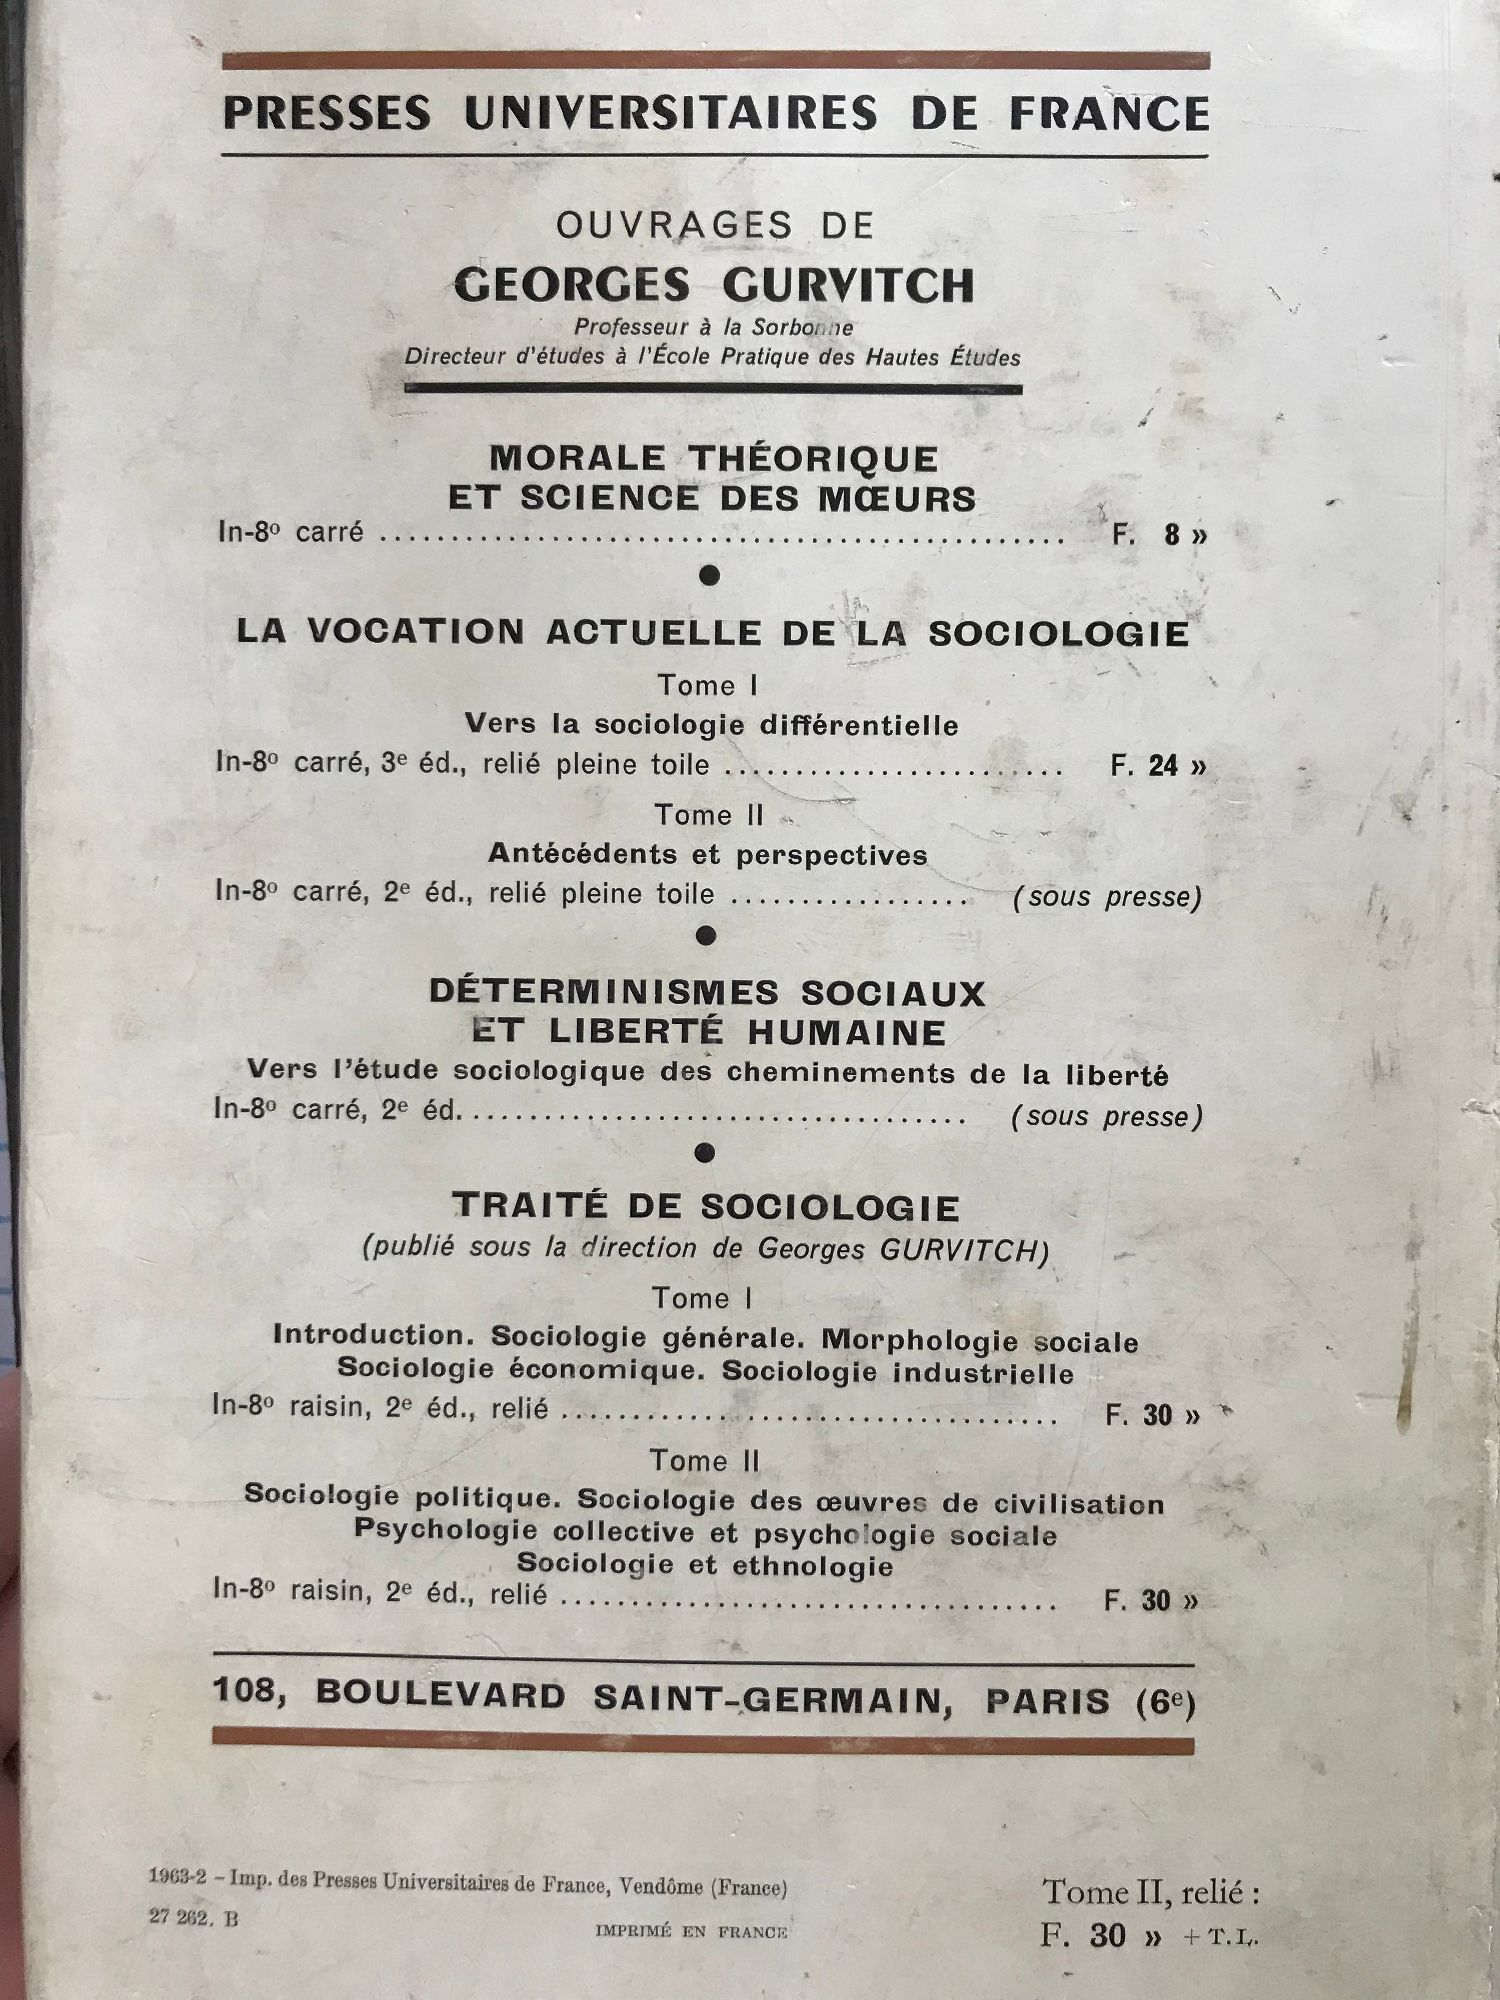 PRESSES UNIVERSITAIRES DE FRANCE
OUVRAGES DE
GEORGES GURVITCH
Professeur à la Sorbonne
Directeur d'études à l'École Pratique des Hautes Études
MORALE THÉORIQUE
ET SCIENCE DES MŒURS
In-8º carré ................................................ F. 8 »
●
LA VOCATION ACTUELLE DE LA SOCIOLOGIE
Tome I
Vers la sociologie différentielle
In-8º carré, 3e éd., relié pleine toile ........................ F. 24 »
Tome II
Antécédents et perspectives
In-8º carré, 2e éd., relié pleine toile ................. (sous presse)
●
DÉTERMINISMES SOCIAUX
ET LIBERTÉ HUMAINE
Vers l'étude sociologique des cheminements de la liberté
In-8º carré, 2e éd. ................................... (sous presse)
●
TRAITÉ DE SOCIOLOGIE
(publié sous la direction de Georges GURVITCH)
Tome I
Introduction. Sociologie générale. Morphologie sociale
Sociologie économique. Sociologie industrielle
In-8º raisin, 2e éd., relié ................................... F. 30 »
Tome II
Sociologie politique. Sociologie des œuvres de civilisation
Psychologie collective et psychologie sociale
Sociologie et ethnologie
In-8º raisin, 2e éd., relié ................................... F. 30 »
108, BOULEVARD SAINT-GERMAIN, PARIS (6e)
1963-2 – Imp. des Presses Universitaires de France, Vendôme (France)
27 262. B
IMPRIMÉ EN FRANCE
Tome II, relié :
F. 30 » + T.L.